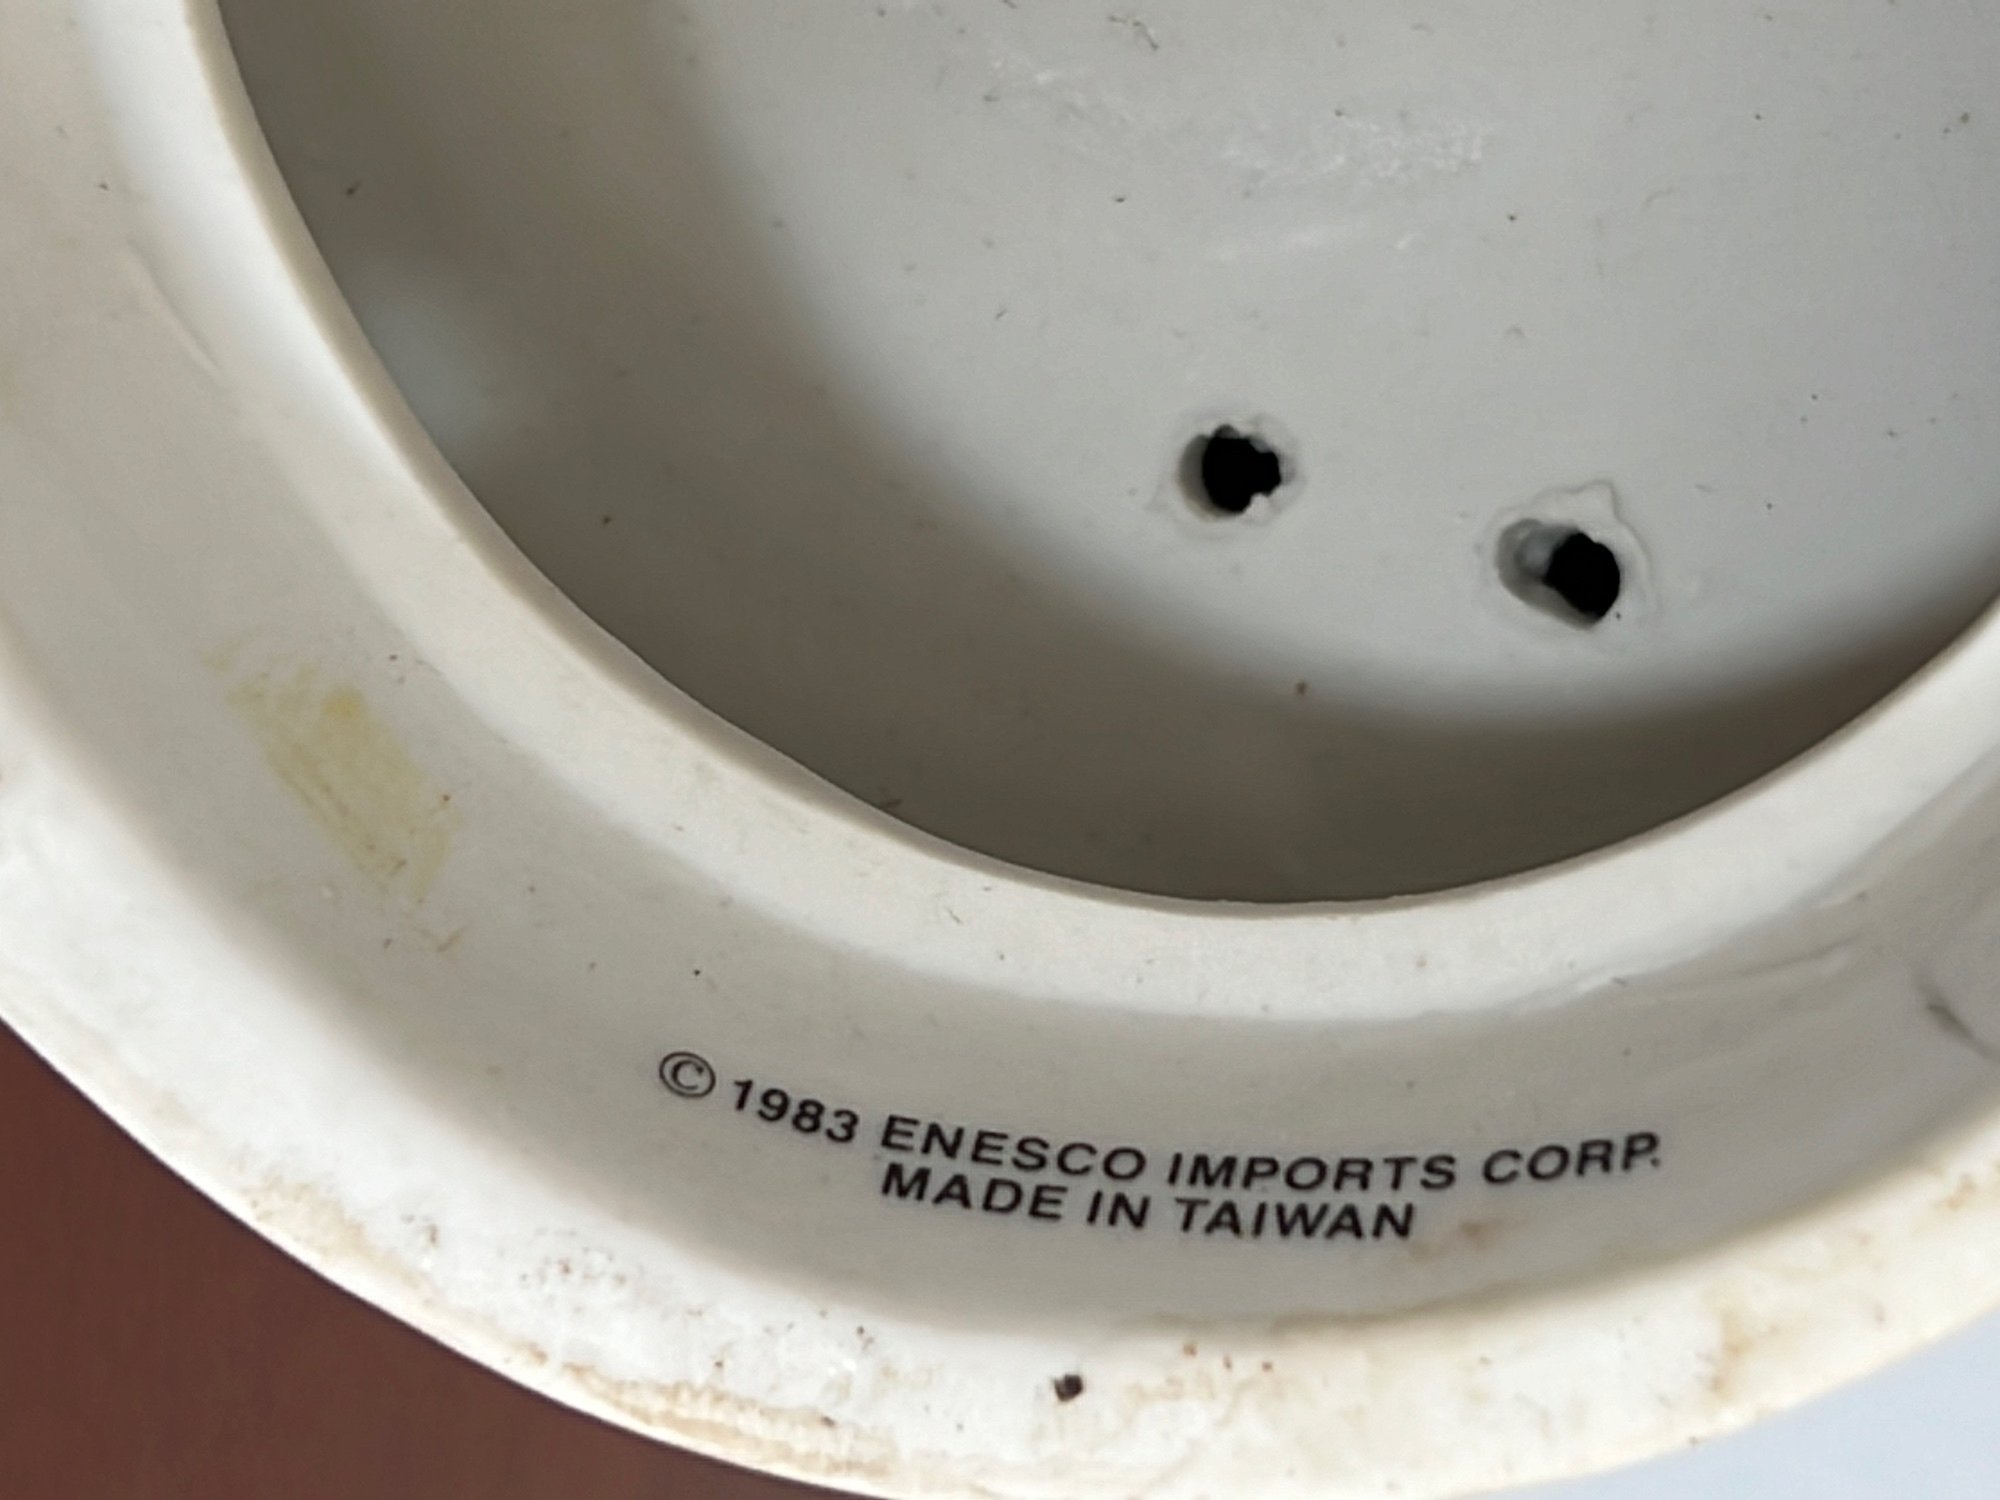 © 1983 ENESCO IMPORTS CORP.
MADE IN TAIWAN